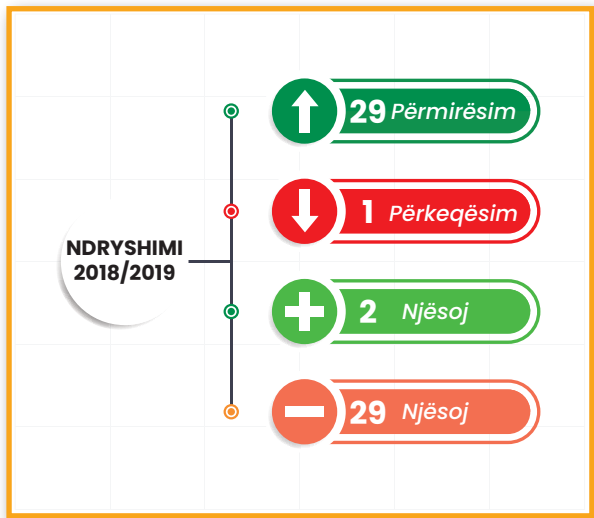 NDRYSHIMI
2018/2019
29 Përmirësim
1 Përkeqësim
2 Njësoj
29 Njësoj